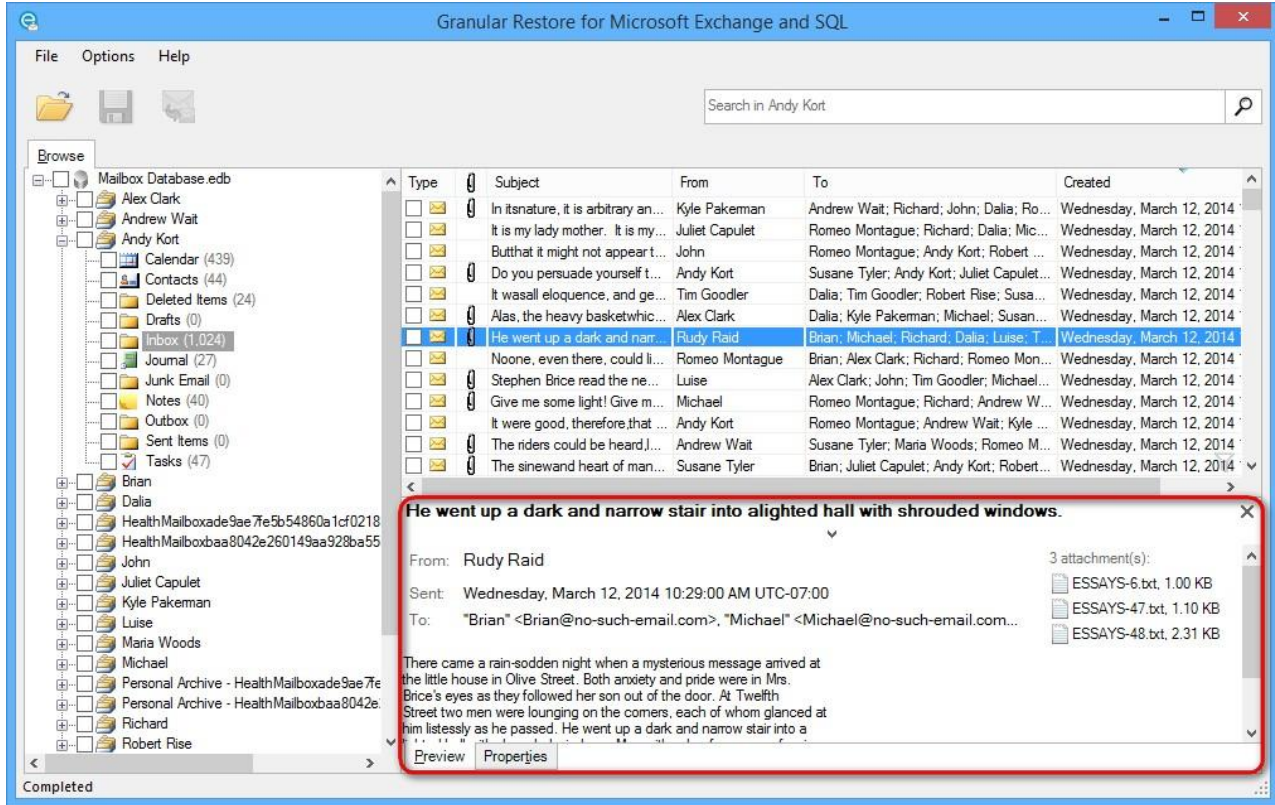 Granular Restore for Microsoft Exchange and SQL
File Options Help
Search in Andy Kort
Browse
Mailbox Database.edb
Alex Clark
Andrew Wait
Andy Kort
Calendar (439)
Contacts (44)
Deleted Items (24)
Drafts (0)
Inbox (1,024)
Journal (27)
Junk Email (0)
Notes (40)
Outbox (0)
Sent Items (0)
Tasks (47)
Brian
Dalia
HealthMailboxade9ae7fe5b54860a1cf0218
HealthMailboxbaa8042e260149aa928ba55
John
Juliet Capulet
Kyle Pakerman
Luise
Maria Woods
Michael
Personal Archive - HealthMailboxade9ae7fe
Personal Archive - HealthMailboxbaa8042e
Richard
Robert Rise
Type Subject From To Created
In itsnature, it is arbitrary an... Kyle Pakerman Andrew Wait; Richard; John; Dalia; Ro... Wednesday, March 12, 2014
It is my lady mother. It is my... Juliet Capulet Romeo Montague; Richard; Dalia; Mic... Wednesday, March 12, 2014
Butthat it might not appear t... John Romeo Montague; Andy Kort; Robert ... Wednesday, March 12, 2014
Do you persuade yourself t... Andy Kort Susane Tyler; Andy Kort; Juliet Capulet... Wednesday, March 12, 2014
It wasall eloquence, and ge... Tim Goodler Dalia; Tim Goodler; Robert Rise; Susa... Wednesday, March 12, 2014
Alas, the heavy basketwhic... Alex Clark Dalia; Kyle Pakerman; Michael; Susan... Wednesday, March 12, 2014
He went up a dark and narr... Rudy Raid Brian; Michael; Richard; Dalia; Luise; T... Wednesday, March 12, 2014
Noone, even there, could li... Romeo Montague Brian; Alex Clark; Richard; Romeo Mon... Wednesday, March 12, 2014
Stephen Brice read the ne... Luise Alex Clark; John; Tim Goodler; Michael... Wednesday, March 12, 2014
Give me some light! Give m... Michael Romeo Montague; Richard; Andrew W... Wednesday, March 12, 2014
It were good, therefore,that ... Andy Kort Romeo Montague; Andrew Wait; Kyle ... Wednesday, March 12, 2014
The riders could be heard,l... Andrew Wait Susane Tyler; Maria Woods; Romeo M... Wednesday, March 12, 2014
The sinewand heart of man... Susane Tyler Brian; Juliet Capulet; Andy Kort; Robert... Wednesday, March 12, 2014
He went up a dark and narrow stair into alighted hall with shrouded windows.
From: Rudy Raid
Sent: Wednesday, March 12, 2014 10:29:00 AM UTC-07:00
To: "Brian" <Brian@no-such-email.com>, "Michael" <Michael@no-such-email.com...
3 attachment(s):
ESSAYS-6.txt, 1.00 KB
ESSAYS-47.txt, 1.10 KB
ESSAYS-48.txt, 2.31 KB
There came a rain-sodden night when a mysterious message arrived at
the little house in Olive Street. Both anxiety and pride were in Mrs.
Brice's eyes as they followed her son out of the door. At Twelfth
Street two men were lounging on the corners, each of whom glanced at
him listessly as he passed. He went up a dark and narrow stair into a
Preview Properties
Completed